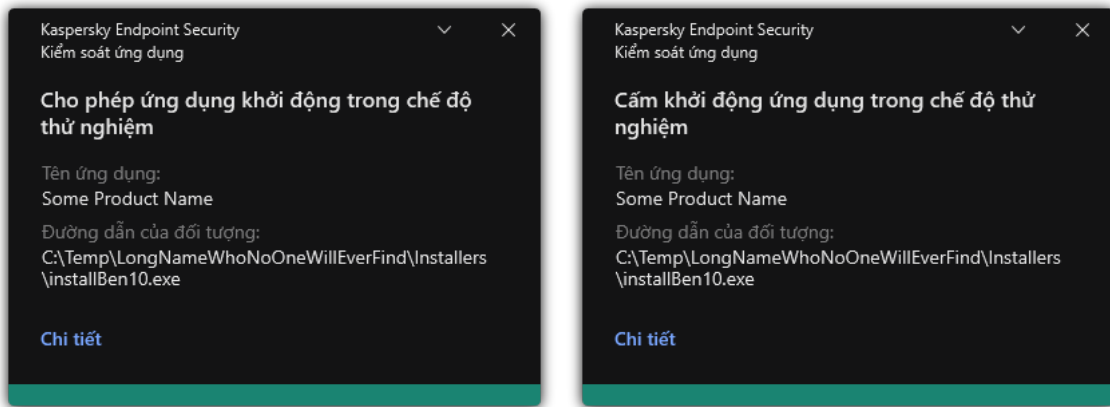 Kaspersky Endpoint Security
Kiểm soát ứng dụng
Cho phép ứng dụng khởi động trong chế độ
thử nghiệm
Tên ứng dụng:
Some Product Name
Đường dẫn của đối tượng:
C:\Temp\LongNameWhoNoOneWillEverFind\Installers
\installBen10.exe
Chi tiết
Kaspersky Endpoint Security
Kiểm soát ứng dụng
Cấm khởi động ứng dụng trong chế độ thử
nghiệm
Tên ứng dụng:
Some Product Name
Đường dẫn của đối tượng:
C:\Temp\LongNameWhoNoOneWillEverFind\Installers
\installBen10.exe
Chi tiết